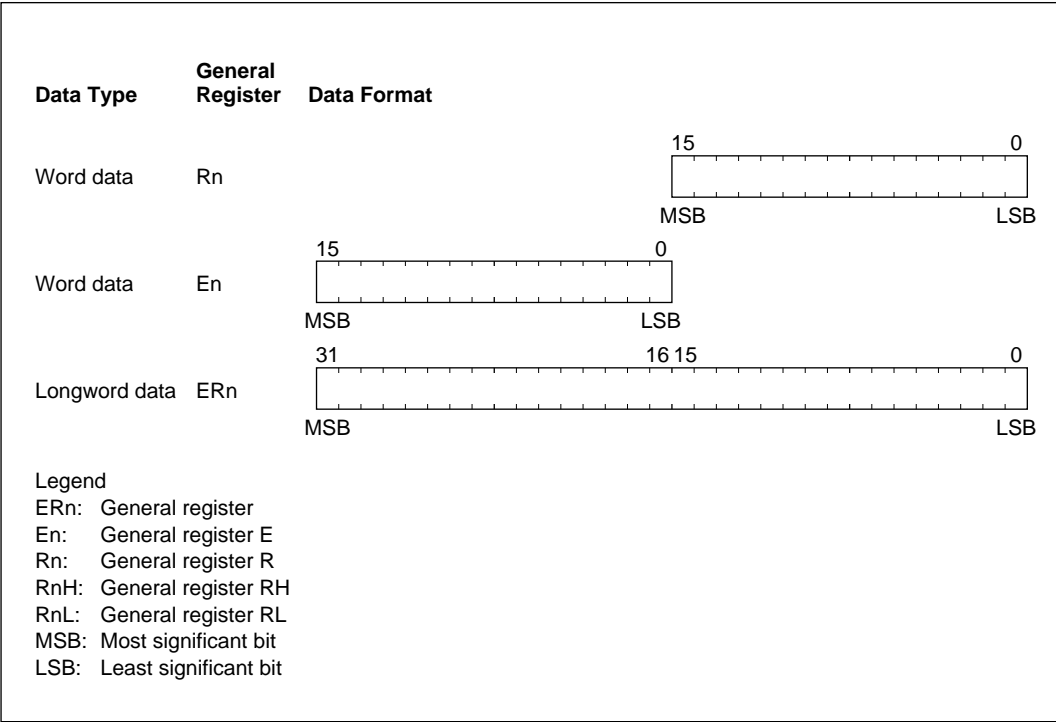 General
Data Type Register Data Format
15 0
Word data Rn
MSB LSB
15 0
Word data En
MSB LSB
31 16 15 0
Longword data ERn
MSB LSB
Legend
ERn: General register
En: General register E
Rn: General register R
RnH: General register RH
RnL: General register RL
MSB: Most significant bit
LSB: Least significant bit